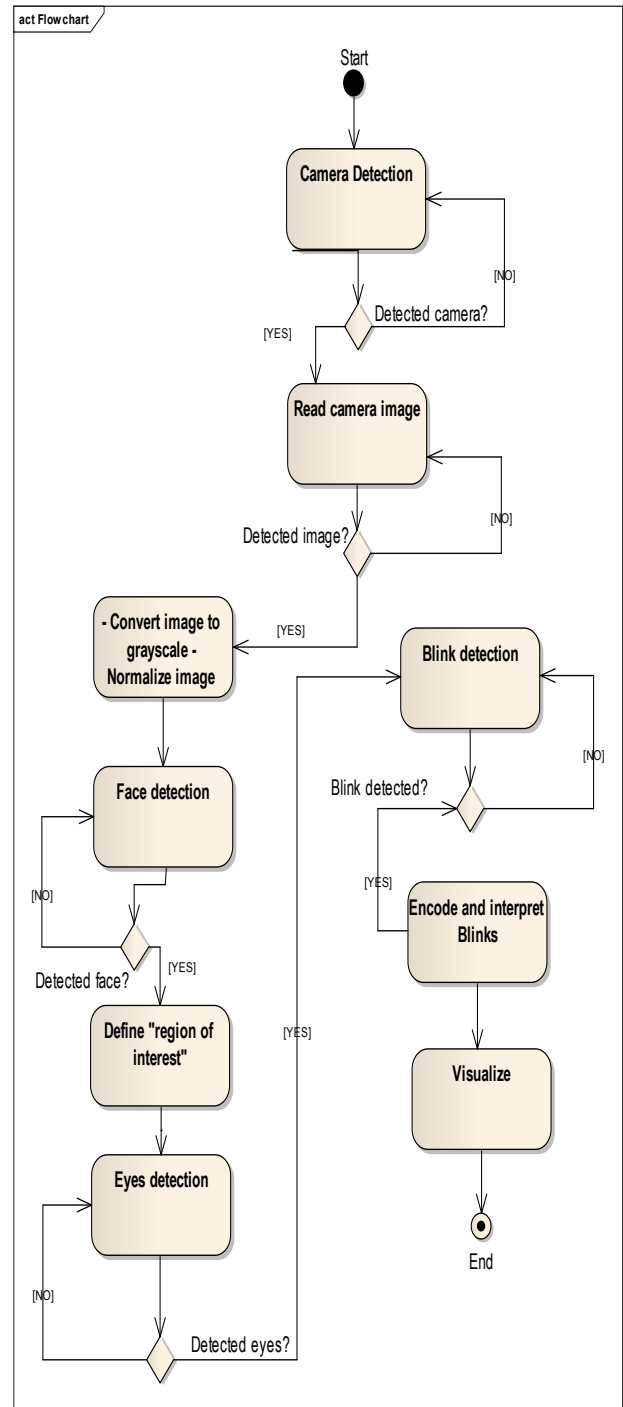 act Flowchart
Start
Camera Detection
[NO]
Detected camera?
[YES]
Read camera image
[NO]
Detected image?
[YES]
- Convert image to
grayscale -
Normalize image
Face detection
[NO]
[YES]
Detected face?
Define "region of
interest"
Eyes detection
[NO]
Detected eyes?
[YES]
Blink detection
[NO]
Blink detected?
[YES]
Encode and interpret
Blinks
Visualize
End